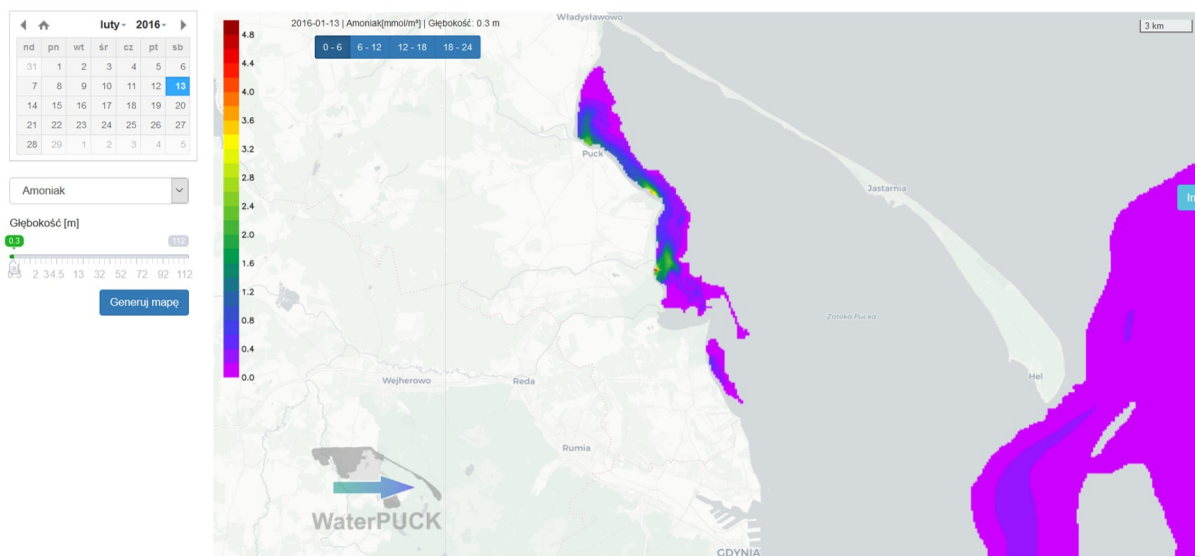 luty 2016
nd pn wt śr cz pt sb
31 1 2 3 4 5 6
7 8 9 10 11 12 13
14 15 16 17 18 19 20
21 22 23 24 25 26 27
28 29 1 2 3 4 5
Amoniak
Głębokość [m]
0.3 112
0.3 2 34.5 13 32 52 72 92 112
Generuj mapę
2016-01-13 | Amoniak[mmol/m³] | Głębokość: 0.3 m
0 - 6 6 - 12 12 - 18 18 - 24
4.8
4.4
4.0
3.6
3.2
2.8
2.4
2.0
1.6
1.2
0.8
0.4
0.0
Władysławowo
3 km
Puck
Jastarnia
In
Zatoka Pucka
Hel
Wejherowo
Reda
Rumia
WaterPUCK
GDYNIA